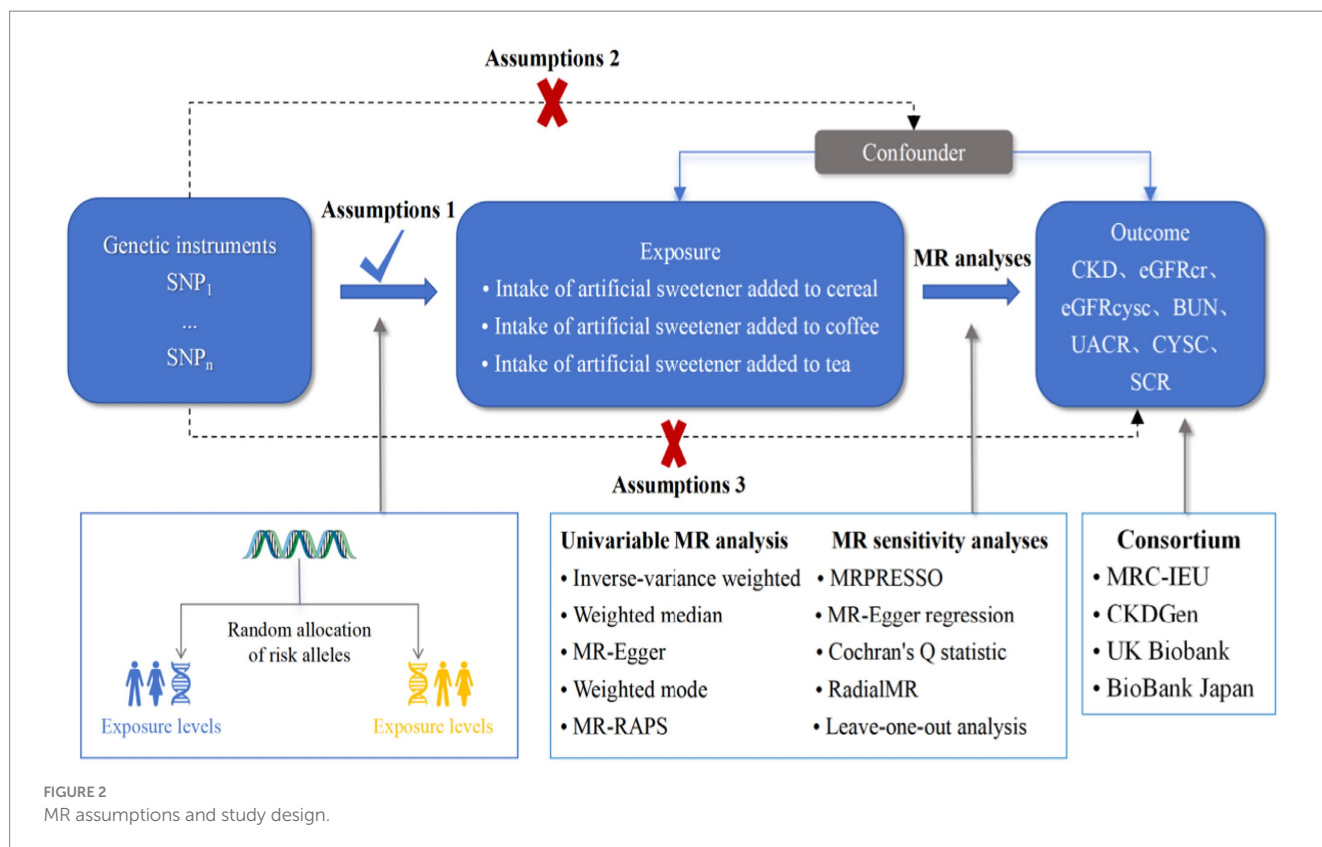 Assumptions 2
Confounder
Assumptions 1
Genetic instruments
SNP₁
...
SNPₙ
Exposure
• Intake of artificial sweetener added to cereal
• Intake of artificial sweetener added to coffee
• Intake of artificial sweetener added to tea
MR analyses
Outcome
CKD、eGFRcr、
eGFRcysc、BUN、
UACR、CYSC、
SCR
Assumptions 3
Random allocation
of risk alleles
Exposure levels
Exposure levels
Univariable MR analysis
• Inverse-variance weighted
• Weighted median
• MR-Egger
• Weighted mode
• MR-RAPS
MR sensitivity analyses
• MRPRESSO
• MR-Egger regression
• Cochran's Q statistic
• RadialMR
• Leave-one-out analysis
Consortium
• MRC-IEU
• CKDGen
• UK Biobank
• BioBank Japan
FIGURE 2
MR assumptions and study design.